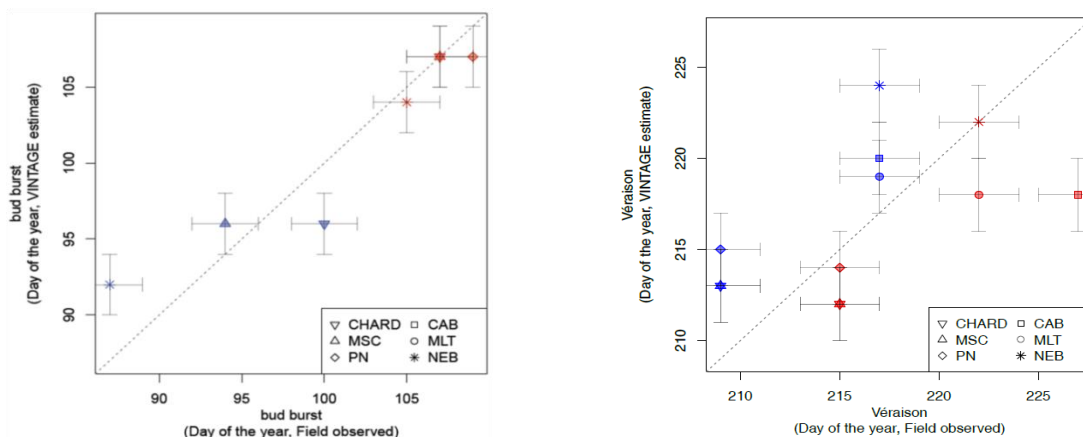 bud burst
(Day of the year, VINTAGE estimate)
105
100
95
90
CHARD CAB
MSC MLT
PN NEB
90 95 100 105
bud burst
(Day of the year, Field observed)
Véraison
(Day of the year, VINTAGE estimate)
225
220
215
210
CHARD CAB
MSC MLT
PN NEB
210 215 220 225
Véraison
(Day of the year, Field observed)